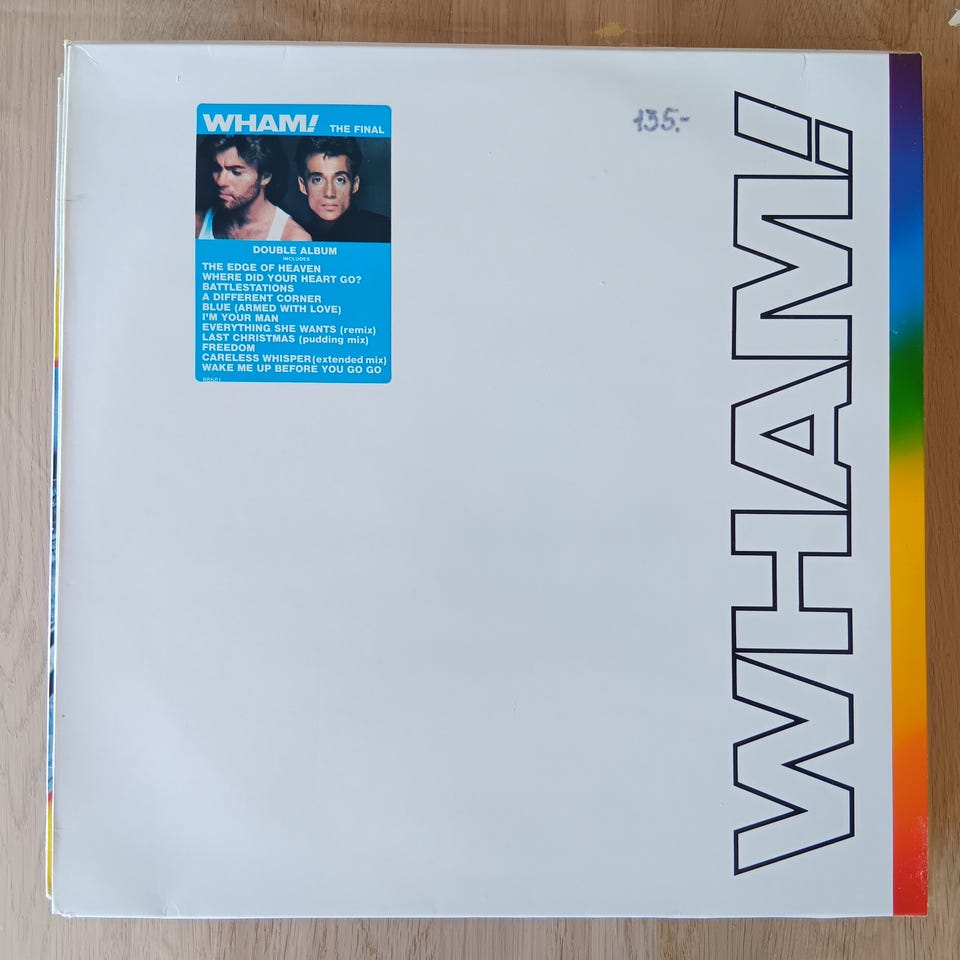 WHAM! THE FINAL
DOUBLE ALBUM
INCLUDES
THE EDGE OF HEAVEN
WHERE DID YOUR HEART GO?
BATTLESTATIONS
A DIFFERENT CORNER
BLUE (ARMED WITH LOVE)
I'M YOUR MAN
EVERYTHING SHE WANTS (remix)
LAST CHRISTMAS (pudding mix)
FREEDOM
CARELESS WHISPER (extended mix)
WAKE ME UP BEFORE YOU GO GO
135.-
WHAM!